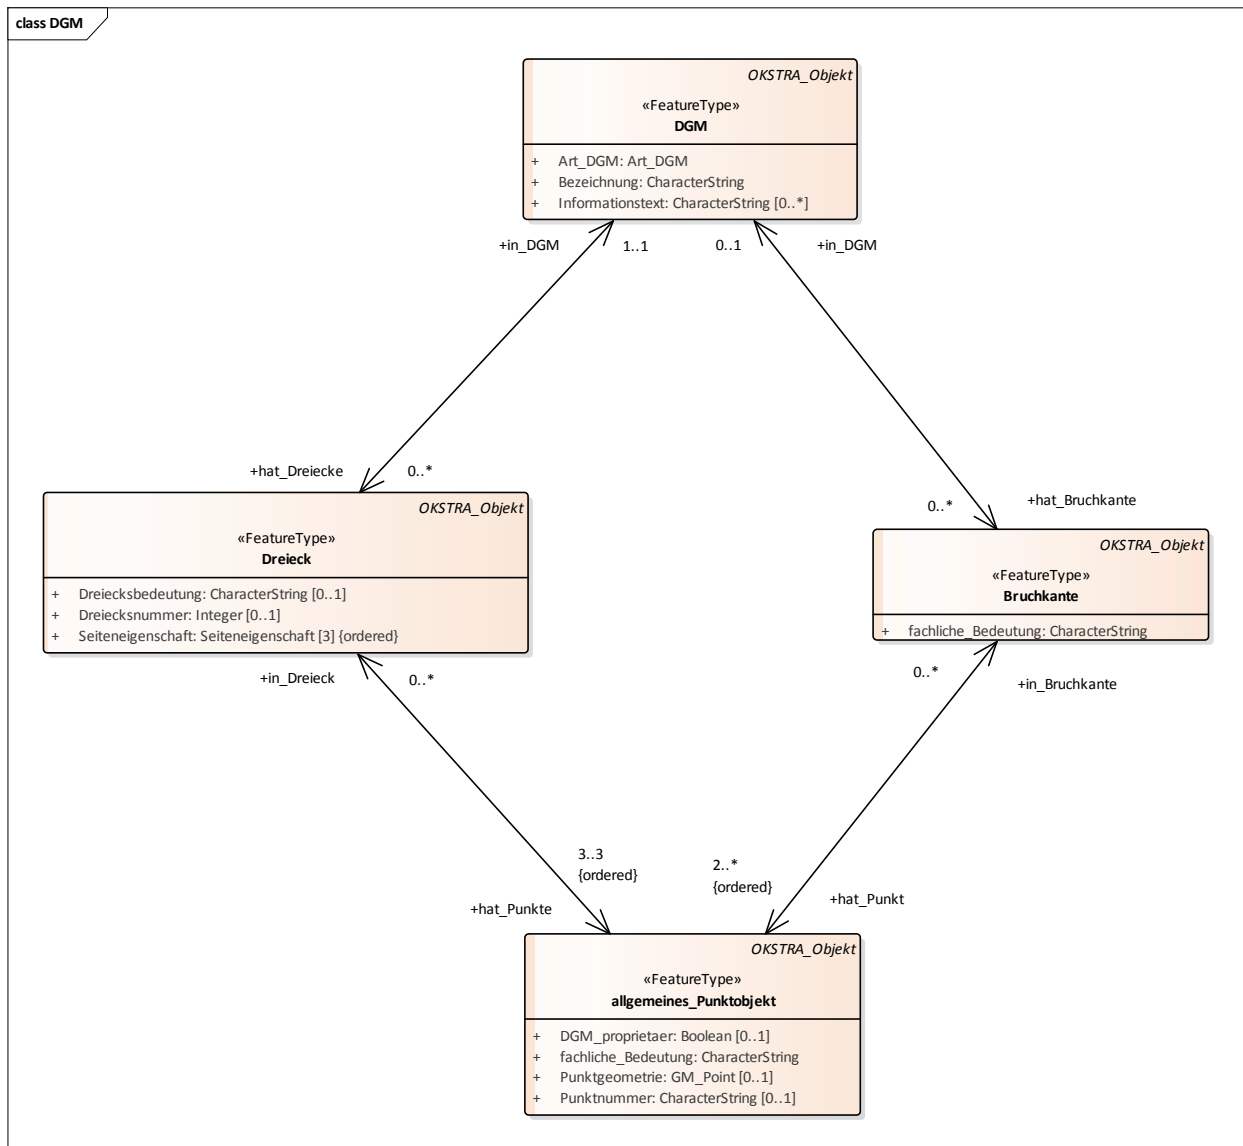 class DGM
OKSTRA_Objekt
«FeatureType»
DGM
+ Art_DGM: Art_DGM
+ Bezeichnung: CharacterString
+ Informationstext: CharacterString [0..*]
+in_DGM
1..1
0..1
+in_DGM
+hat_Dreiecke
0..*
0..*
+hat_Bruchkante
OKSTRA_Objekt
«FeatureType»
Dreieck
+ Dreiecksbedeutung: CharacterString [0..1]
+ Dreiecksnummer: Integer [0..1]
+ Seiteneigenschaft: Seiteneigenschaft [3] {ordered}
OKSTRA_Objekt
«FeatureType»
Bruchkante
+ fachliche_Bedeutung: CharacterString
+in_Dreieck
0..*
0..*
+in_Bruchkante
3..3
{ordered}
2..*
{ordered}
+hat_Punkte
+hat_Punkt
OKSTRA_Objekt
«FeatureType»
allgemeines_Punktobjekt
+ DGM_proprietaer: Boolean [0..1]
+ fachliche_Bedeutung: CharacterString
+ Punktgeometrie: GM_Point [0..1]
+ Punktnummer: CharacterString [0..1]